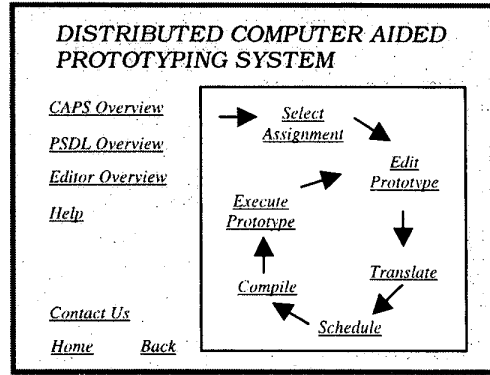 DISTRIBUTED COMPUTER AIDED
PROTOTYPING SYSTEM
CAPS Overview
PSDL Overview
Editor Overview
Help
Contact Us
Home Back
Select
Assignment
Edit
Prototype
Execute
Prototype
Translate
Compile
Schedule